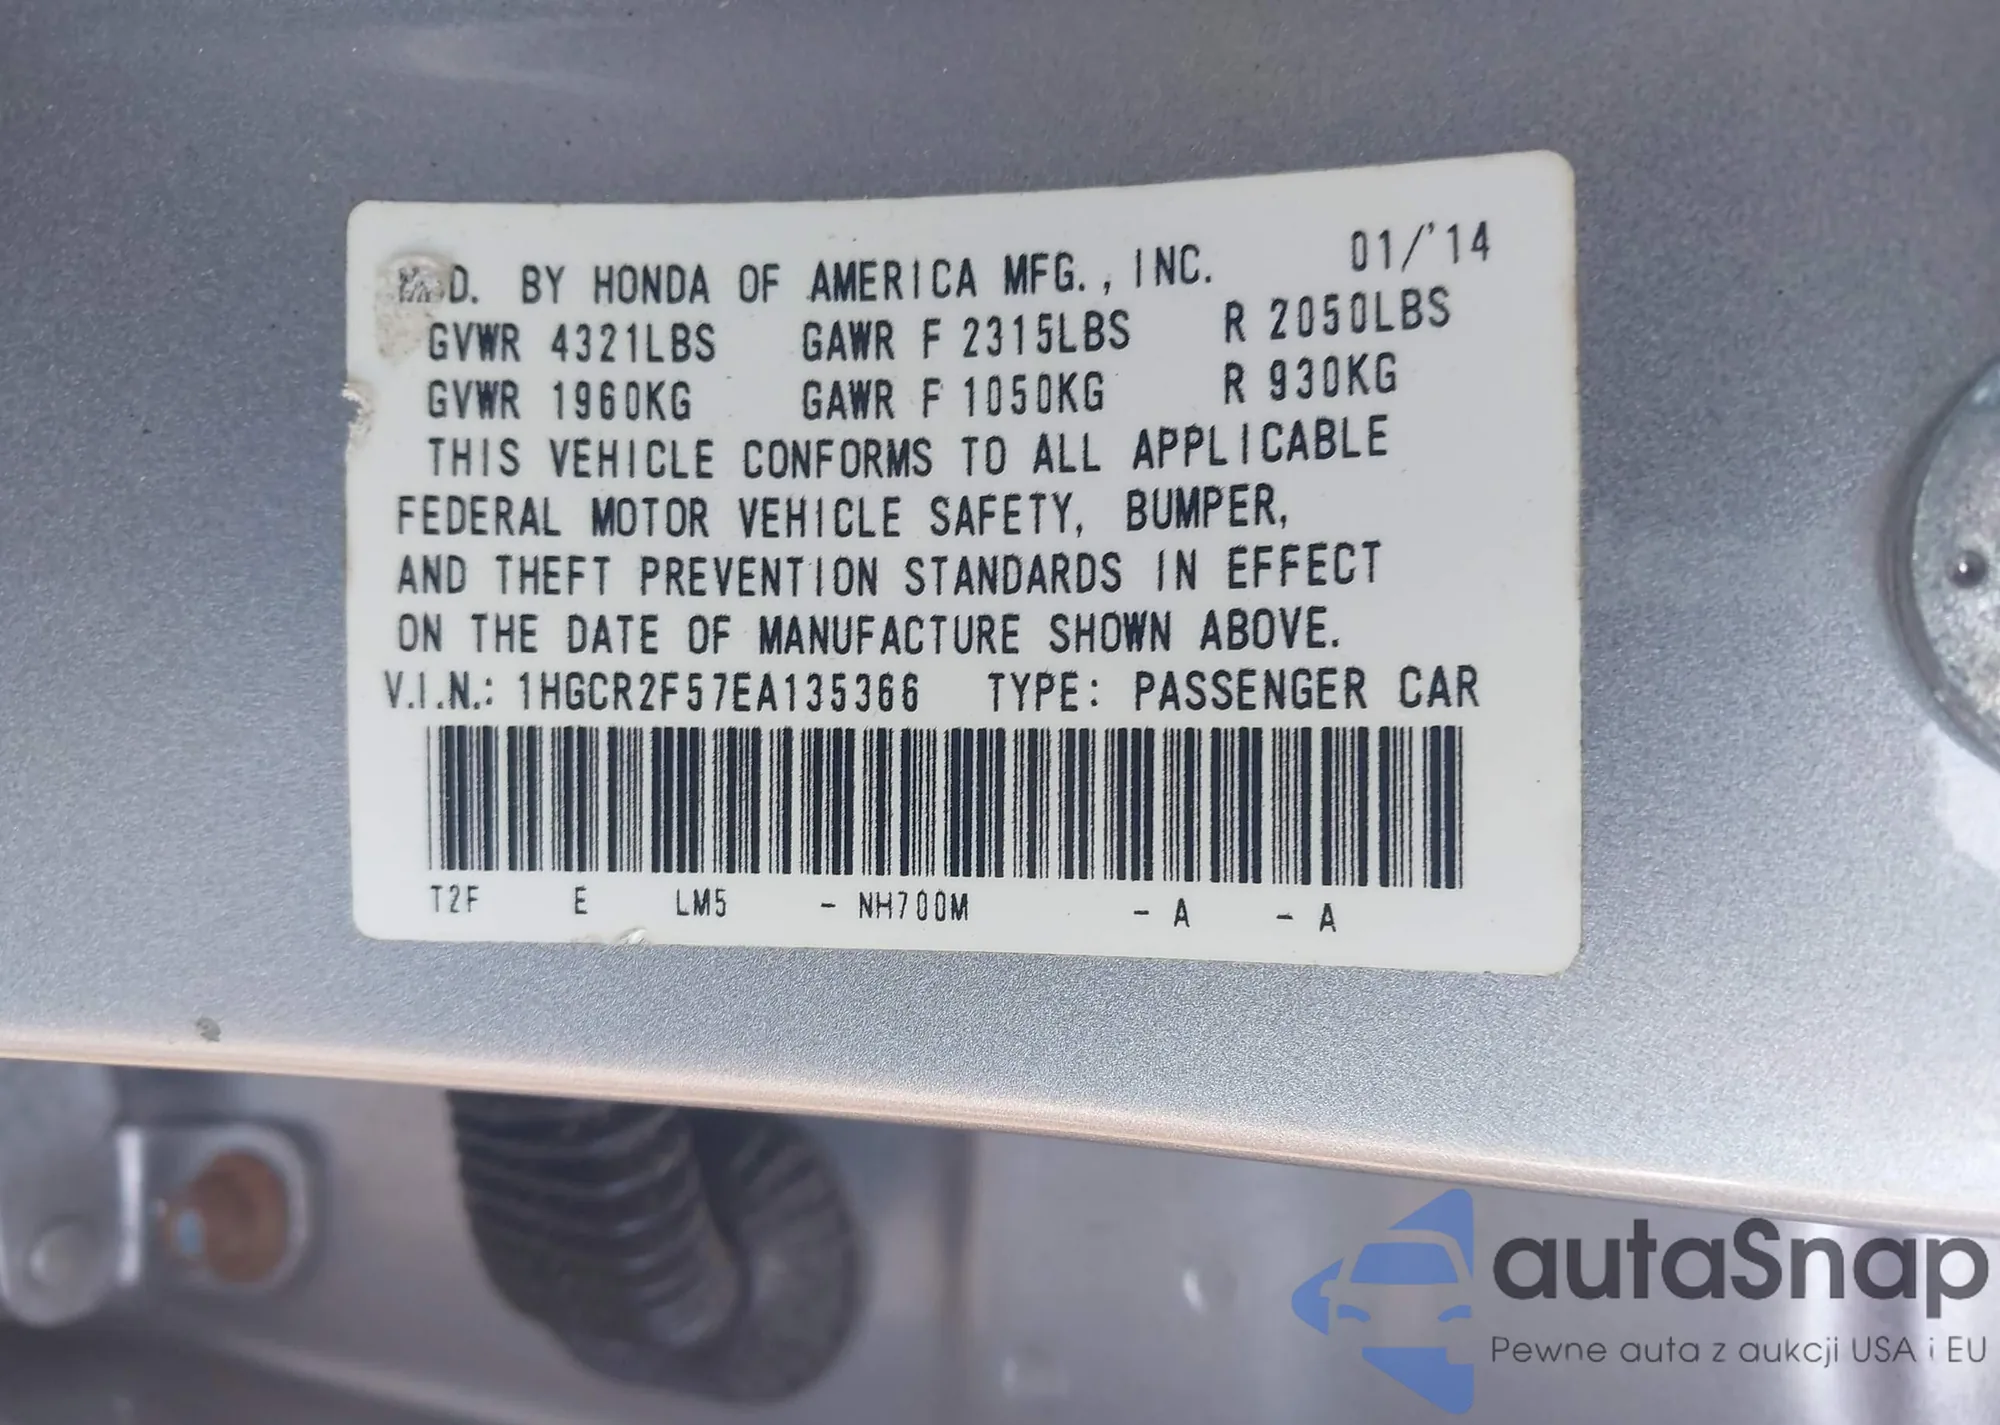 MFD. BY HONDA OF AMERICA MFG., INC. 01/'14
GVWR 4321LBS GAWR F 2315LBS R 2050LBS
GVWR 1960KG GAWR F 1050KG R 930KG
THIS VEHICLE CONFORMS TO ALL APPLICABLE
FEDERAL MOTOR VEHICLE SAFETY, BUMPER,
AND THEFT PREVENTION STANDARDS IN EFFECT
ON THE DATE OF MANUFACTURE SHOWN ABOVE.
V.I.N.: 1HGCR2F57EA135366 TYPE: PASSENGER CAR
T2F E LM5 - NH700M - A - A
autaSnap
Pewne auta z aukcji USA i EU